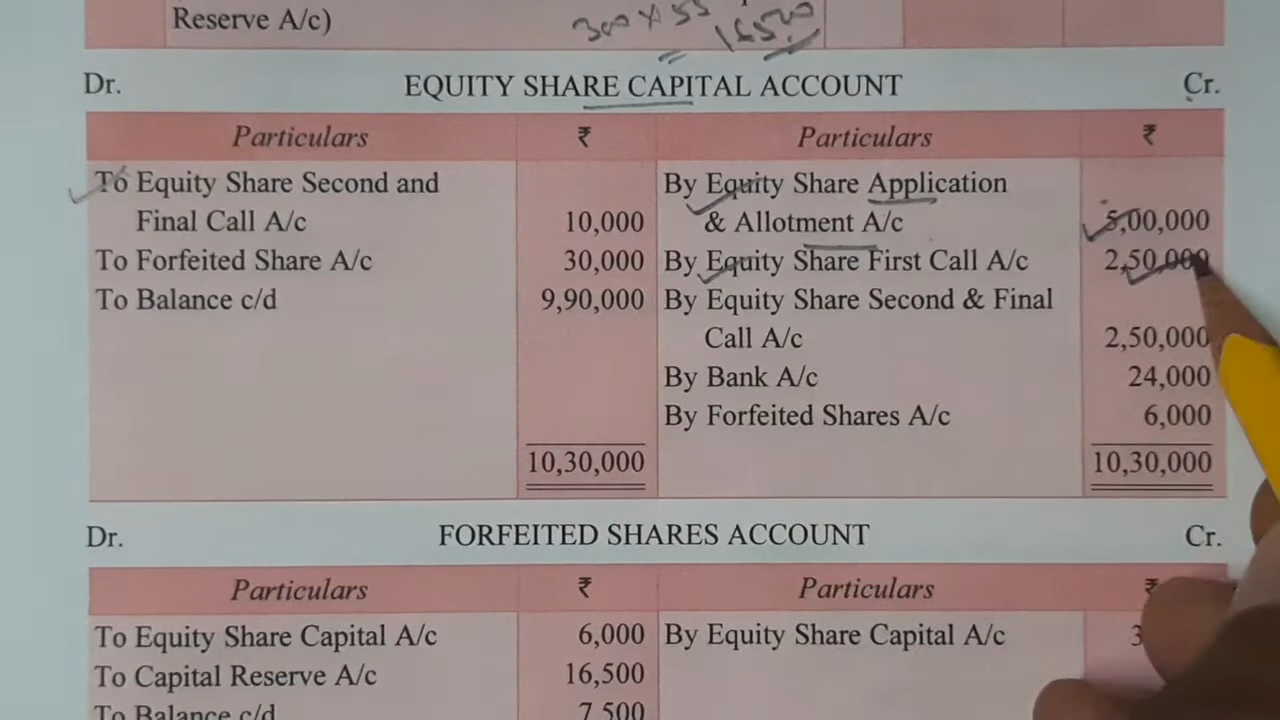 Reserve A/c)
300 x 55
16500
Dr. EQUITY SHARE CAPITAL ACCOUNT Cr.
Particulars ₹ Particulars ₹
To Equity Share Second and By Equity Share Application
Final Call A/c 10,000 & Allotment A/c 5,00,000
To Forfeited Share A/c 30,000 By Equity Share First Call A/c 2,50,000
To Balance c/d 9,90,000 By Equity Share Second & Final
Call A/c 2,50,000
By Bank A/c 24,000
By Forfeited Shares A/c 6,000
10,30,000 10,30,000
Dr. FORFEITED SHARES ACCOUNT Cr.
Particulars ₹ Particulars ₹
To Equity Share Capital A/c 6,000 By Equity Share Capital A/c 3
To Capital Reserve A/c 16,500
To Balance c/d 7,500